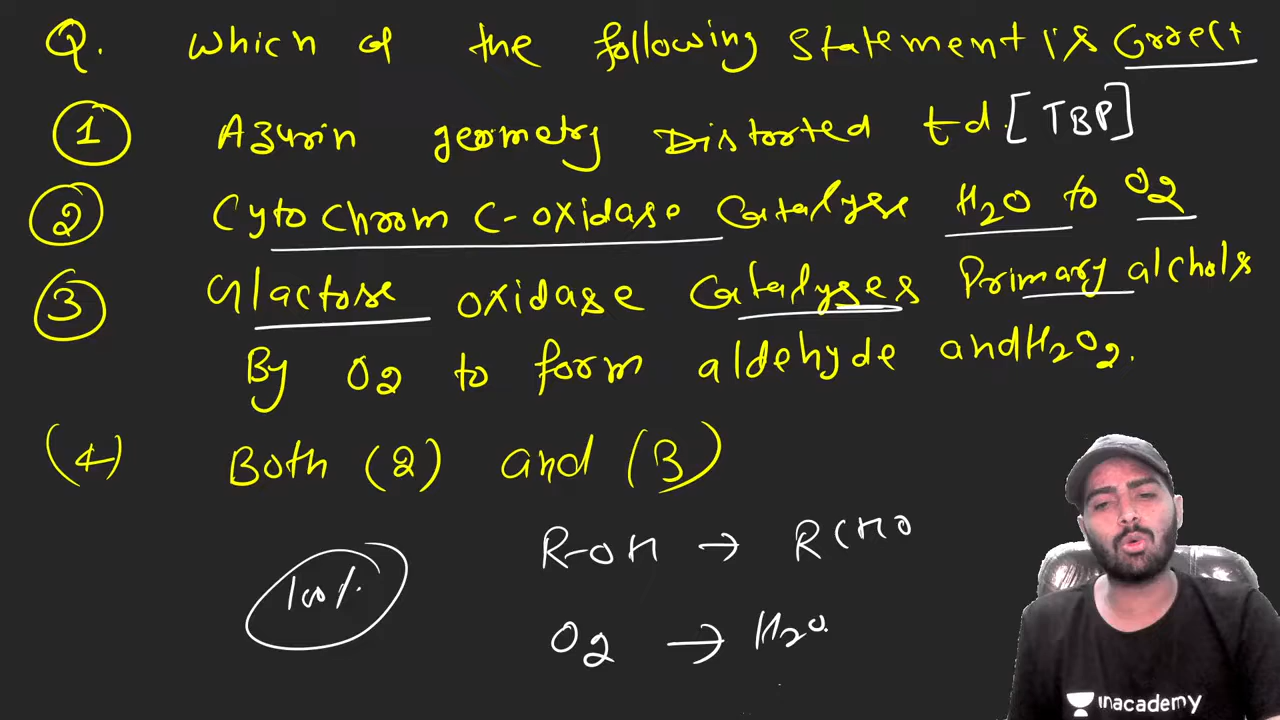 Q. Which of the following Statement is Correct
1 Azurin geometry Distorted td. [TBP]
2 Cytochroom C-oxidase Catalyse H2O to O2
3 Glactose oxidase Catalyses Primary alchols
By O2 to form aldehyde and H2O2.
(4) Both (2) and (3)
R-OH → RCHO
100%
O2 → H2O.
inacademy